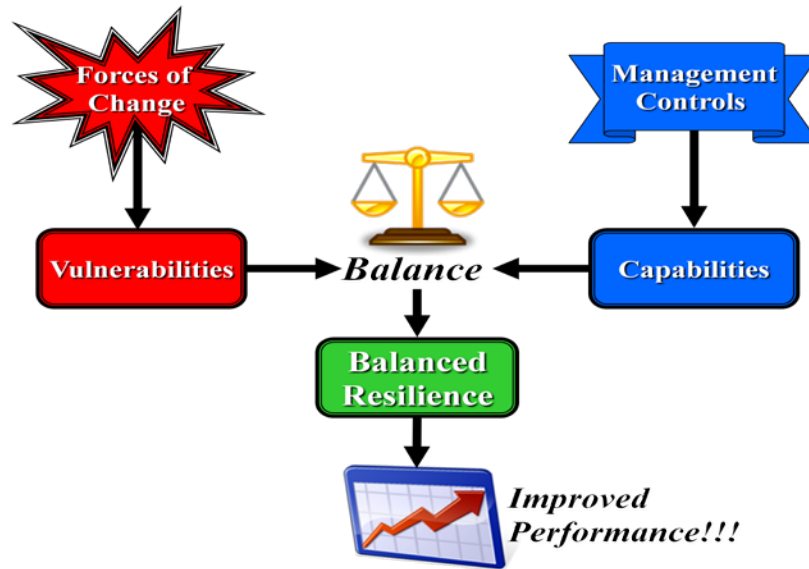 Forces of
Change
Management
Controls
Vulnerabilities
Balance
Capabilities
Balanced
Resilience
Improved
Performance!!!